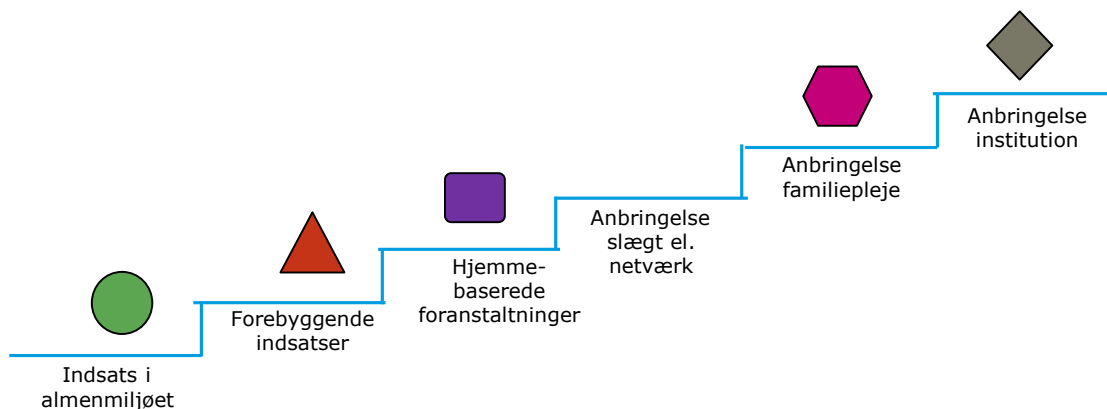 Indsats i
almenmiljøet
Forebyggende
indsatser
Hjemme-
baserede
foranstaltninger
Anbringelse
slægt el.
netværk
Anbringelse
familiepleje
Anbringelse
institution